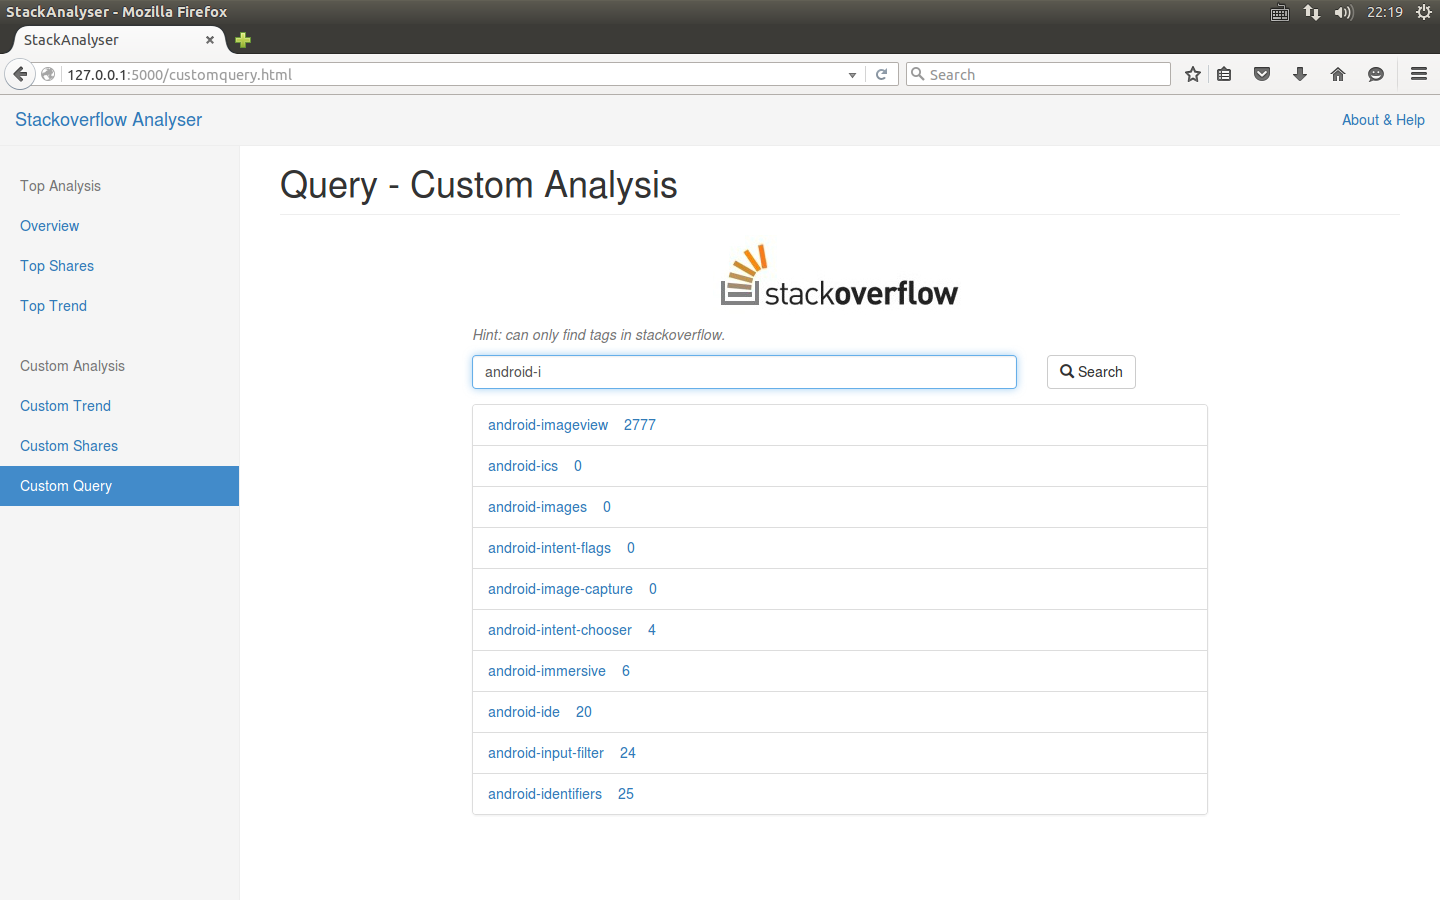 StackAnalyser - Mozilla Firefox
22:19
StackAnalyser
127.0.0.1:5000/customquery.html
Search
Stackoverflow Analyser
About & Help
Top Analysis
Overview
Top Shares
Top Trend
Custom Analysis
Custom Trend
Custom Shares
Custom Query
Query - Custom Analysis
stackoverflow
Hint: can only find tags in stackoverflow.
android-i
Search
android-imageview 2777
android-ics 0
android-images 0
android-intent-flags 0
android-image-capture 0
android-intent-chooser 4
android-immersive 6
android-ide 20
android-input-filter 24
android-identifiers 25